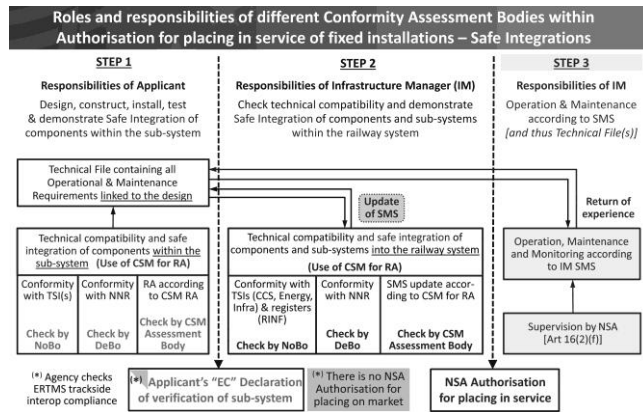 Roles and responsibilities of different Conformity Assessment Bodies within
Authorisation for placing in service of fixed installations – Safe Integrations
STEP 1
Responsibilities of Applicant
Design, construct, install, test
& demonstrate Safe Integration of
components within the sub-system
STEP 2
Responsibilities of Infrastructure Manager (IM)
Check technical compatibility and demonstrate
Safe Integration of components and sub-systems
within the railway system
STEP 3
Responsibilities of IM
Operation & Maintenance
according to SMS
[and thus Technical File(s)]
Technical File containing all
Operational & Maintenance
Requirements linked to the design
Update
of SMS
Return of
experience
Technical compatibility and safe
integration of components within the
sub-system (Use of CSM for RA)
Conformity
with TSI(s)
Check by
NoBo
Conformity
with NNR
Check by
DeBo
RA according
to CSM RA
Check by CSM
Assessment
Body
Technical compatibility and safe integration of
components and sub-systems into the railway system
(Use of CSM for RA)
Conformity with
TSIs (CCS, Energy,
Infra) & registers
(RINF)
Check by NoBo
Conformity
with NNR
Check by
DeBo
SMS update accor-
ding to CSM for RA
Check by CSM
Assessment Body
Operation, Maintenance
and Monitoring according
to IM SMS
Supervision by NSA
[Art 16(2)(f)]
(*) Agency checks
ERTMS trackside
interop compliance
(*) Applicant's "EC" Declaration
of verification of sub-system
(*) There is no NSA
Authorisation for
placing on market
NSA Authorisation
for placing in service